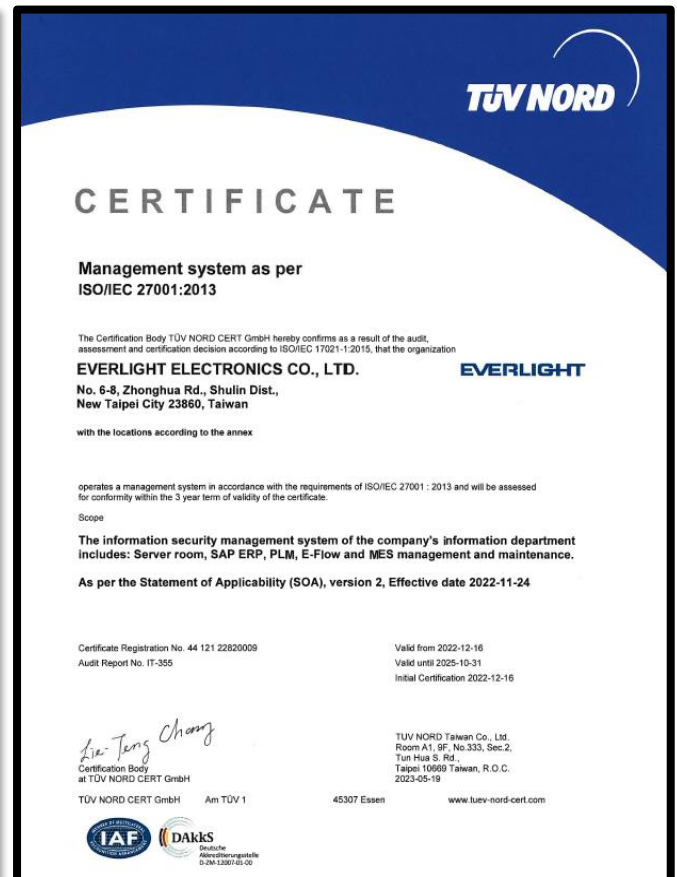 TÜV NORD
CERTIFICATE
Management system as per
ISO/IEC 27001:2013
The Certification Body TÜV NORD CERT GmbH hereby confirms as a result of the audit,
assessment and certification decision according to ISO/IEC 17021-1:2015, that the organization
EVERLIGHT ELECTRONICS CO., LTD.
EVERLIGHT
No. 6-8, Zhonghua Rd., Shulin Dist.,
New Taipei City 23860, Taiwan
with the locations according to the annex
operates a management system in accordance with the requirements of ISO/IEC 27001 : 2013 and will be assessed
for conformity within the 3 year term of validity of the certificate.
Scope
The information security management system of the company's information department
includes: Server room, SAP ERP, PLM, E-Flow and MES management and maintenance.
As per the Statement of Applicability (SOA), version 2, Effective date 2022-11-24
Certificate Registration No. 44 121 22820009
Audit Report No. IT-355
Valid from 2022-12-16
Valid until 2025-10-31
Initial Certification 2022-12-16
Lie-Teng Chang
Certification Body
at TÜV NORD CERT GmbH
TÜV NORD Taiwan Co., Ltd.
Room A1, 9F, No.333, Sec.2,
Tun Hua S. Rd.,
Taipei 10669 Taiwan, R.O.C.
2023-05-19
TÜV NORD CERT GmbH Am TÜV 1 45307 Essen www.tuev-nord-cert.com
IAF
DAkkS
Deutsche
Akkreditierungsstelle
D-ZM-12007-01-00